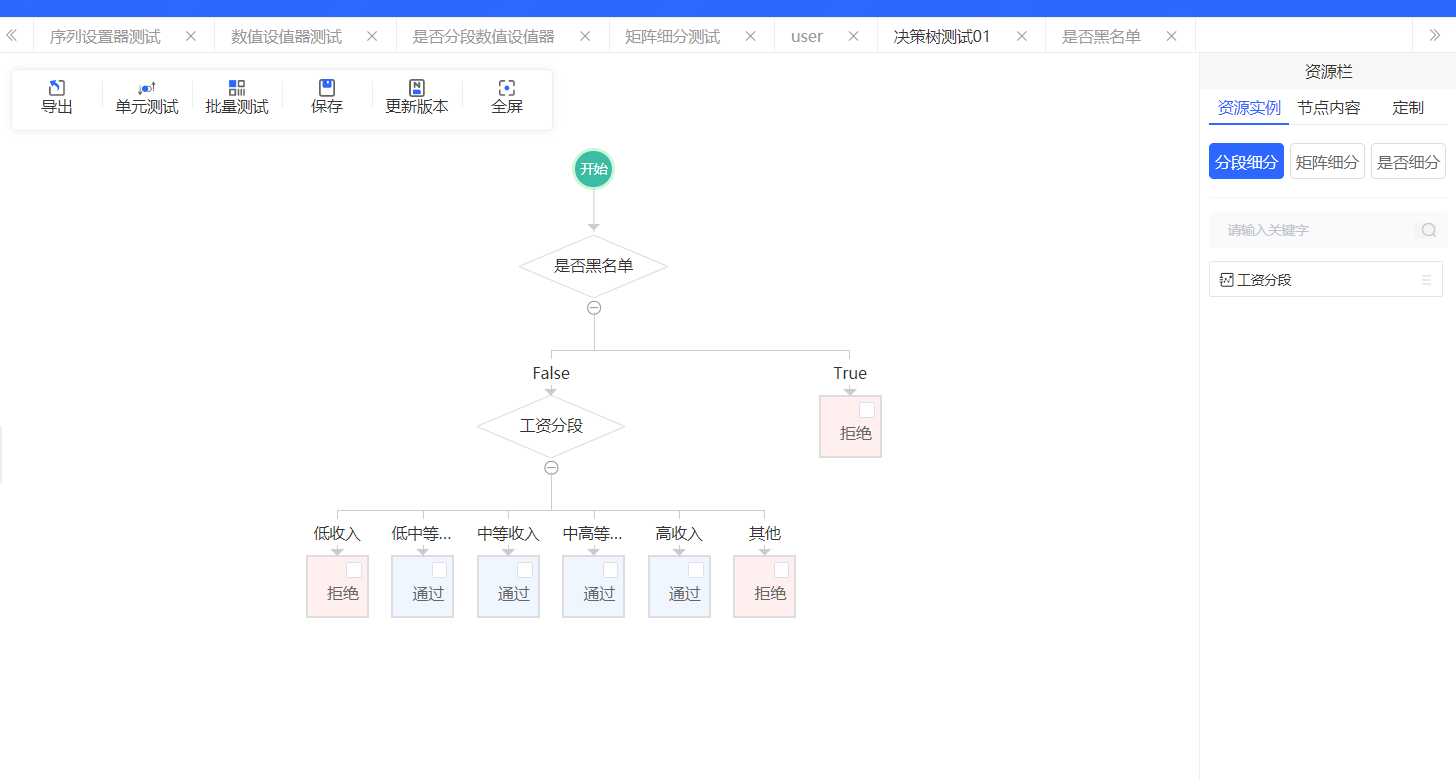 序列设置器测试 数值设值器测试 是否分段数值设值器 矩阵细分测试 user 决策树测试01 是否黑名单
导出 单元测试 批量测试 保存 更新版本 全屏
资源栏
资源实例 节点内容 定制
分段细分 矩阵细分 是否细分
请输入关键字
工资分段
开始
是否黑名单
False True
工资分段 拒绝
低收入 低中等... 中等收入 中高等... 高收入 其他
拒绝 通过 通过 通过 通过 拒绝